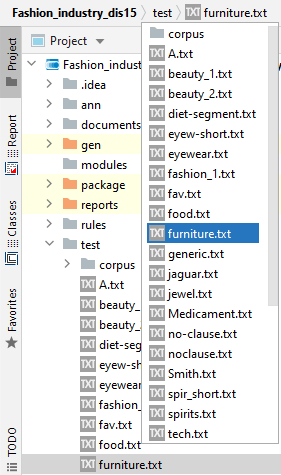 Fashion_industry_dis15 test furniture.txt
Project
Report
Classes
Favorites
TODO
Project
Fashion_indust
.idea
ann
documents
gen
modules
package
reports
rules
test
corpus
A.txt
beauty_
beauty_
diet-seg
eyew-sh
eyewear
fashion_
fav.txt
food.txt
furniture.txt
corpus
A.txt
beauty_1.txt
beauty_2.txt
diet-segment.txt
eyew-short.txt
eyewear.txt
fashion_1.txt
fav.txt
food.txt
furniture.txt
generic.txt
jaguar.txt
jewel.txt
Medicament.txt
no-clause.txt
noclause.txt
Smith.txt
spir_short.txt
spirits.txt
tech.txt